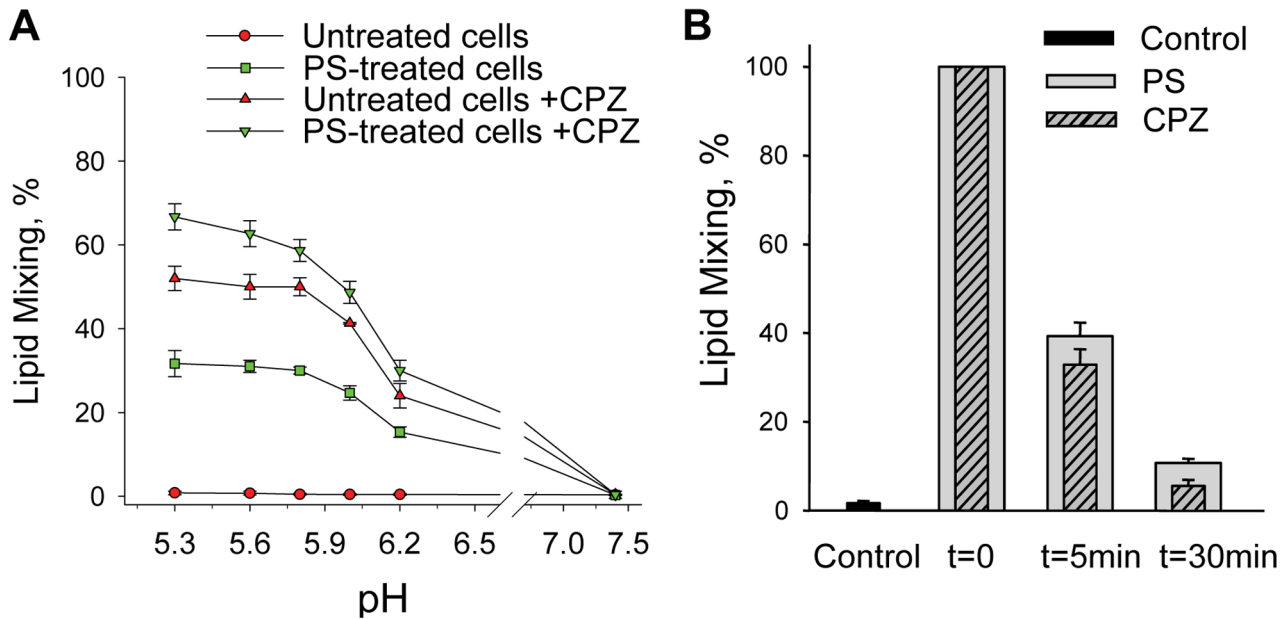 A
Untreated cells
PS-treated cells
Untreated cells +CPZ
PS-treated cells +CPZ
Lipid Mixing, %
100
80
60
40
20
0
5.3 5.6 5.9 6.2 6.5 7.0 7.5
pH
B
Control
PS
CPZ
Lipid Mixing, %
100
80
60
40
20
0
Control t=0 t=5min t=30min